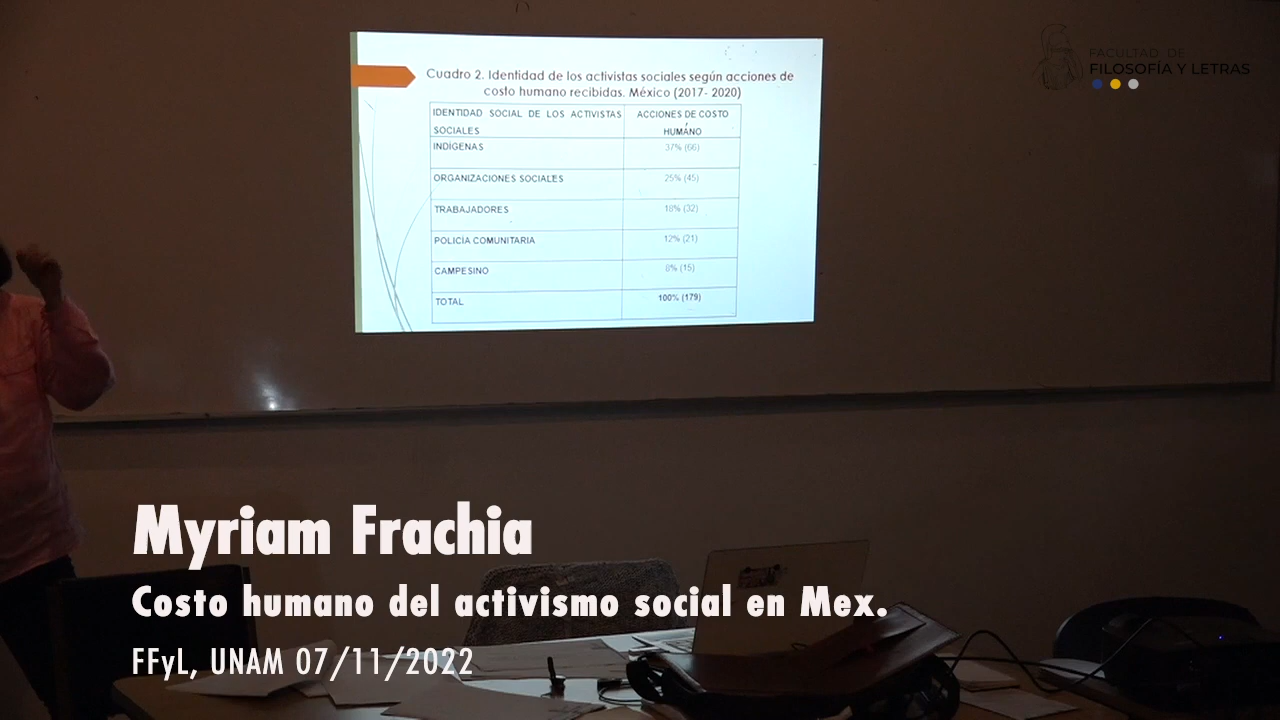 Cuadro 2. Identidad de los activistas sociales según acciones de
costo humano recibidas. México (2017- 2020)
IDENTIDAD SOCIAL DE LOS ACTIVISTAS
SOCIALES
ACCIONES DE COSTO
HUMANO
INDÍGENAS
37% (66)
ORGANIZACIONES SOCIALES
25% (45)
TRABAJADORES
18% (32)
POLICÍA COMUNITARIA
12% (21)
CAMPESINO
8% (15)
TOTAL
100% (179)
FACULTAD DE
FILOSOFÍA Y LETRAS
Myriam Frachia
Costo humano del activismo social en Mex.
FFyL, UNAM 07/11/2022